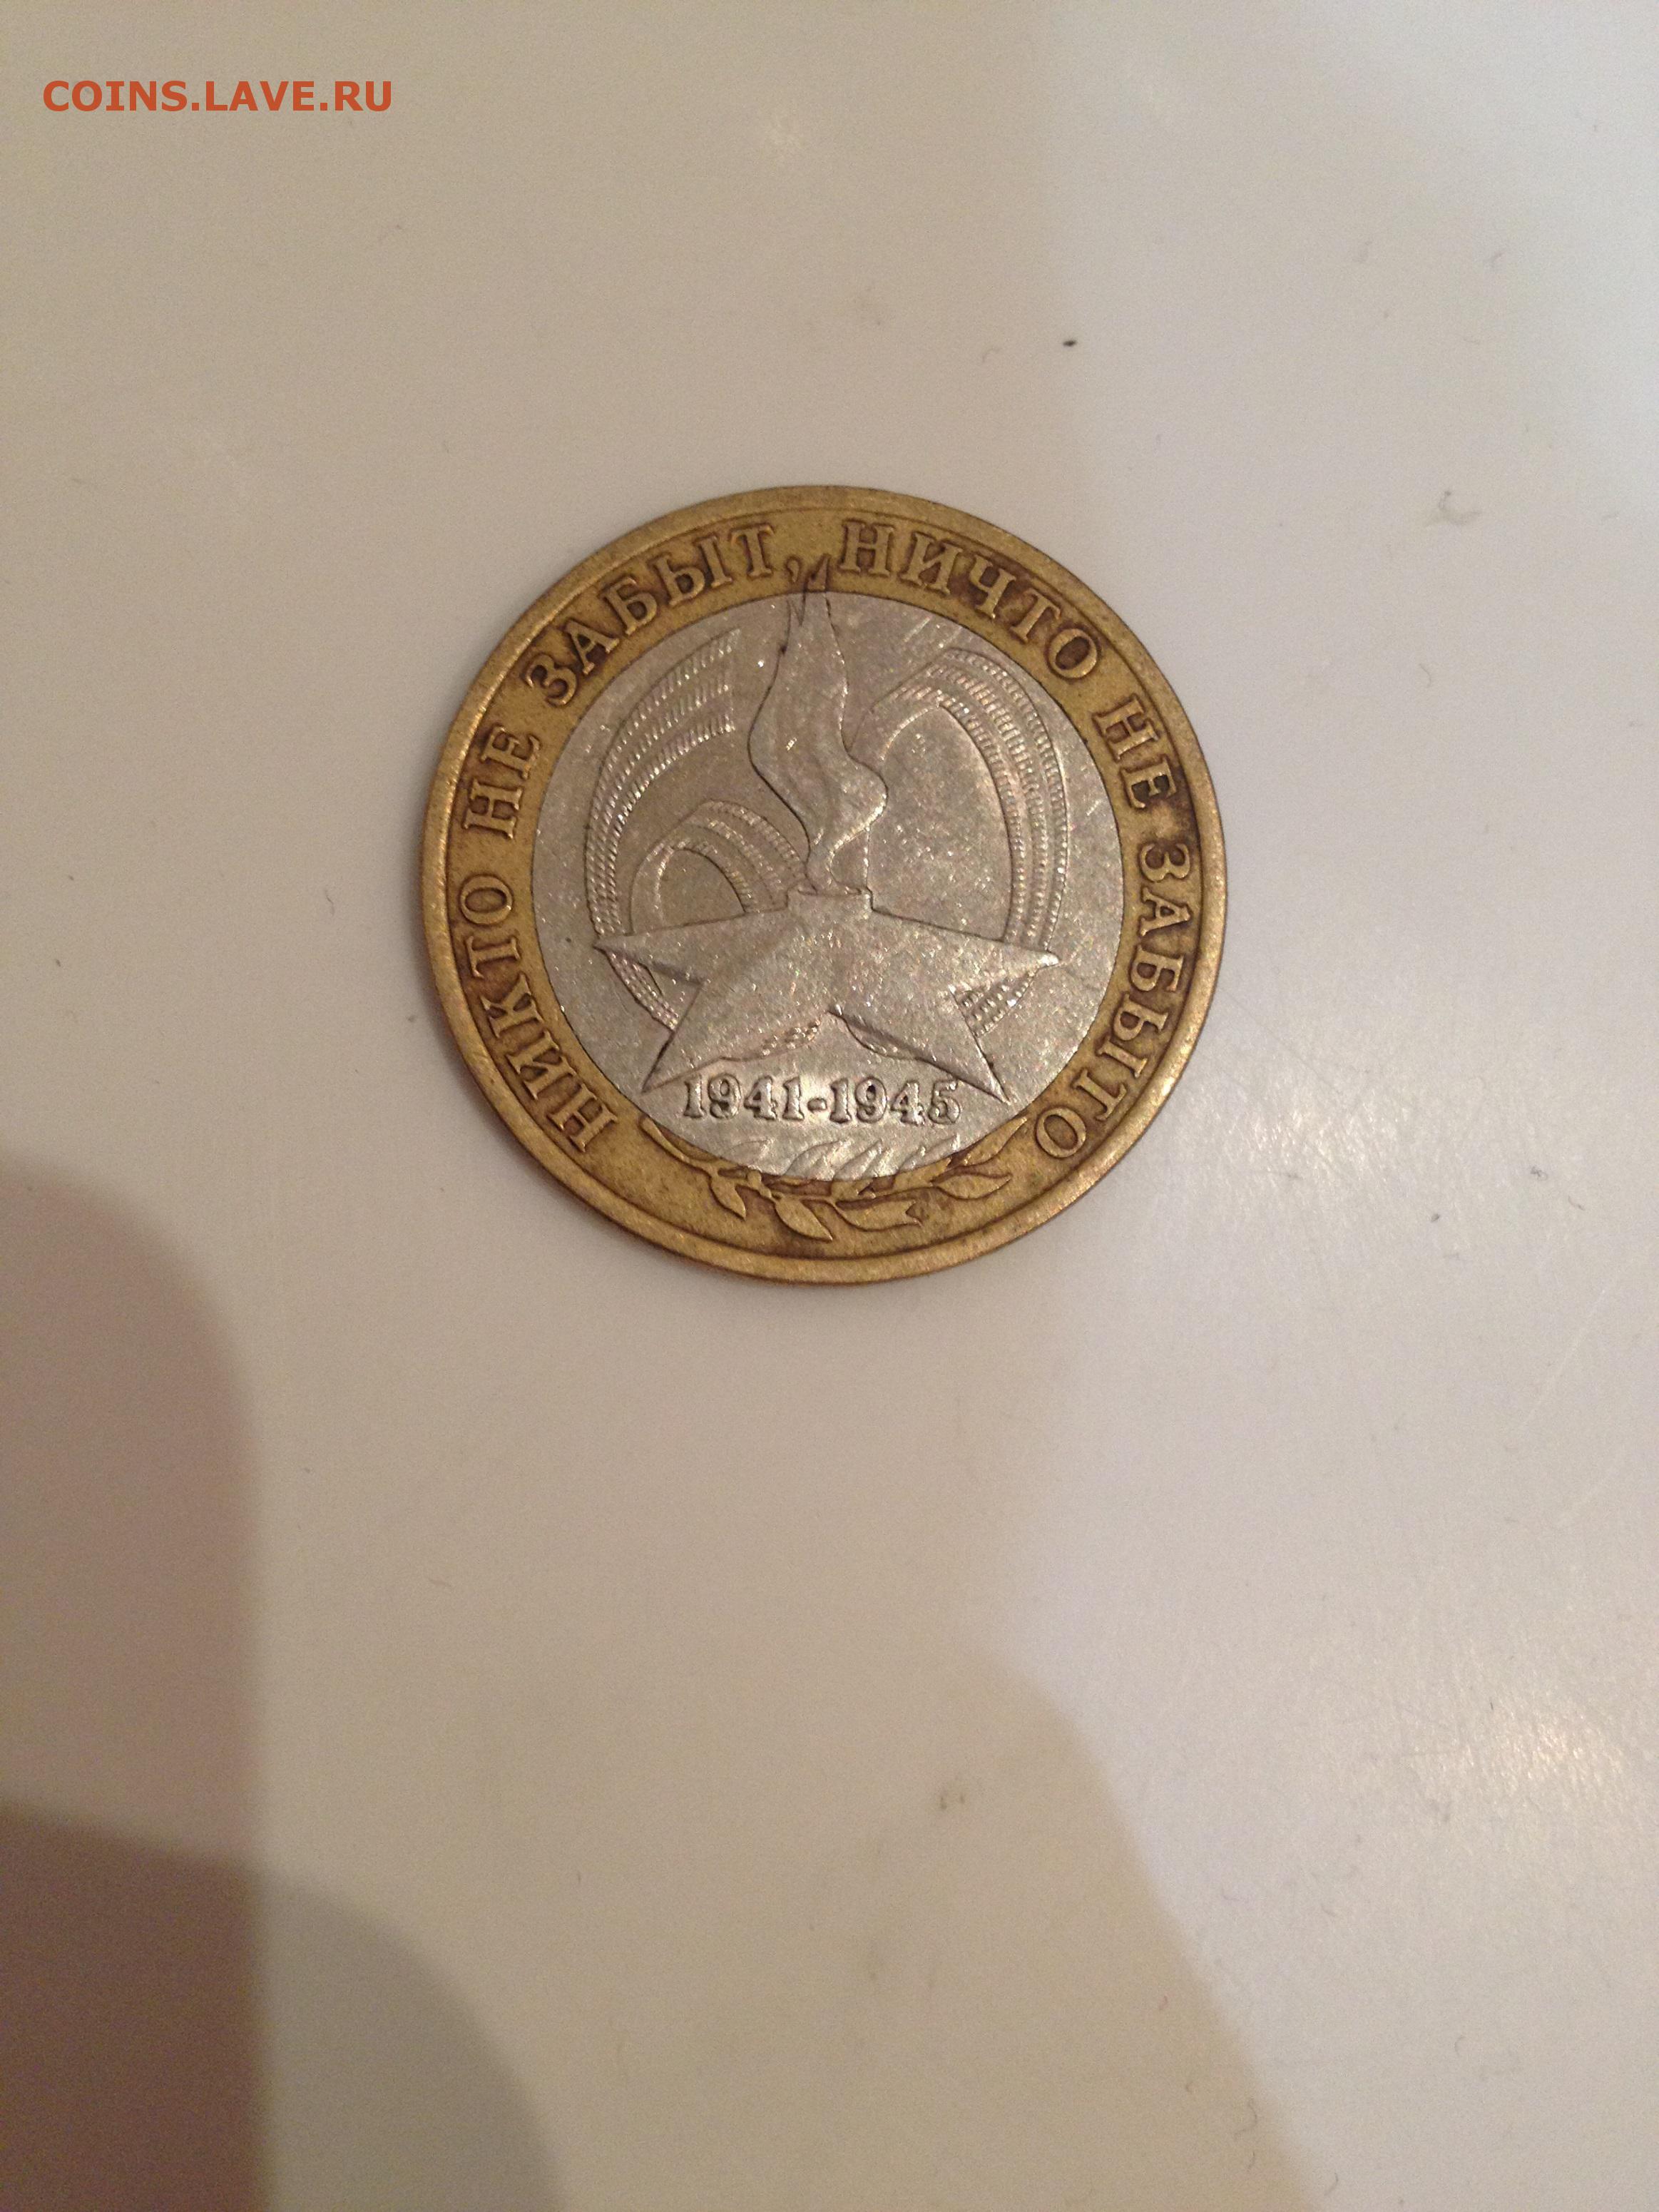 COINS.LAVE.RU
НИКТО НЕ ЗАБЫТ, НИЧТО НЕ ЗАБЫТО
1941-1945